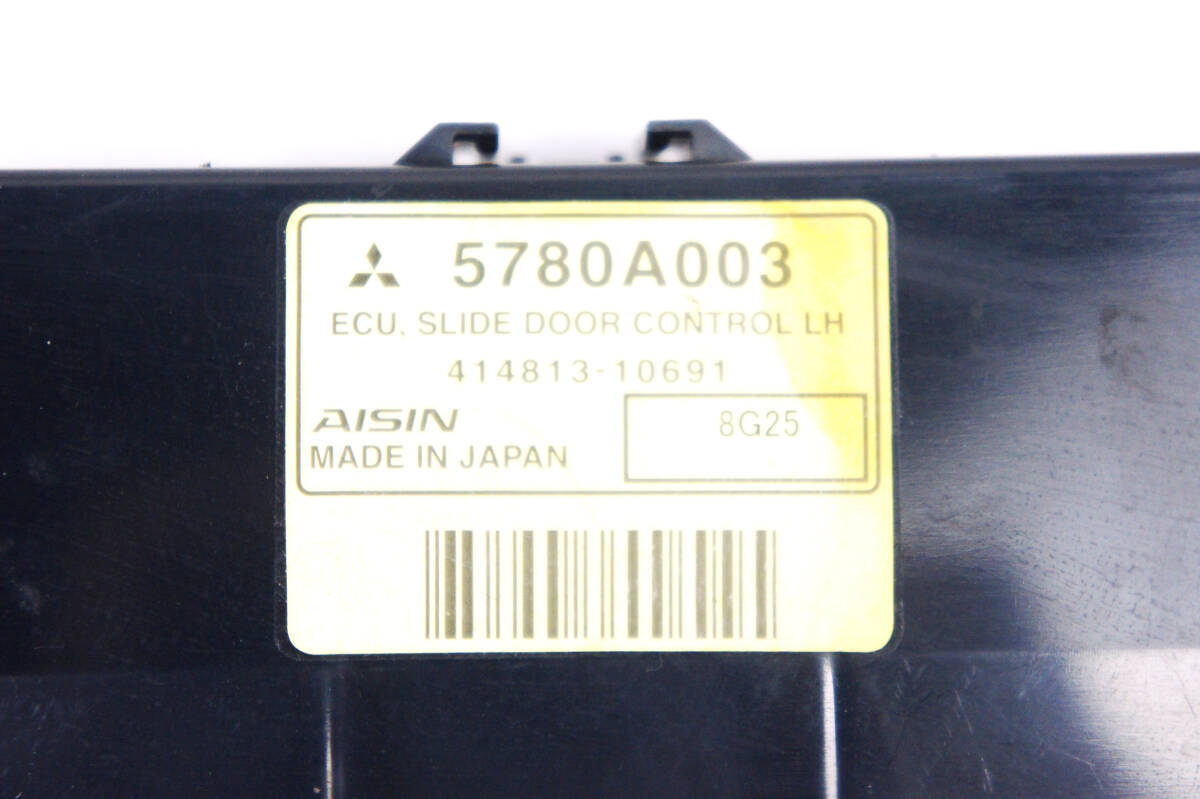 5780A003
ECU, SLIDE DOOR CONTROL LH
414813-10691
AISIN
8G25
MADE IN JAPAN